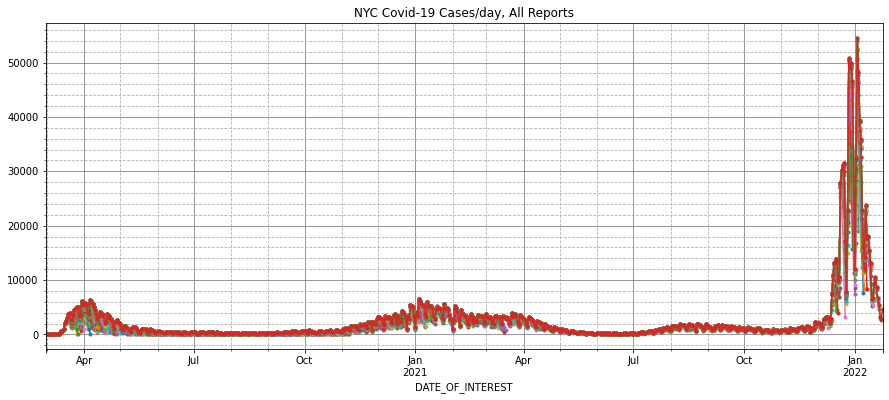 NYC Covid-19 Cases/day, All Reports
50000
40000
30000
20000
10000
0
Apr Jul Oct Jan Apr Jul Oct Jan
2021 2022
DATE_OF_INTEREST